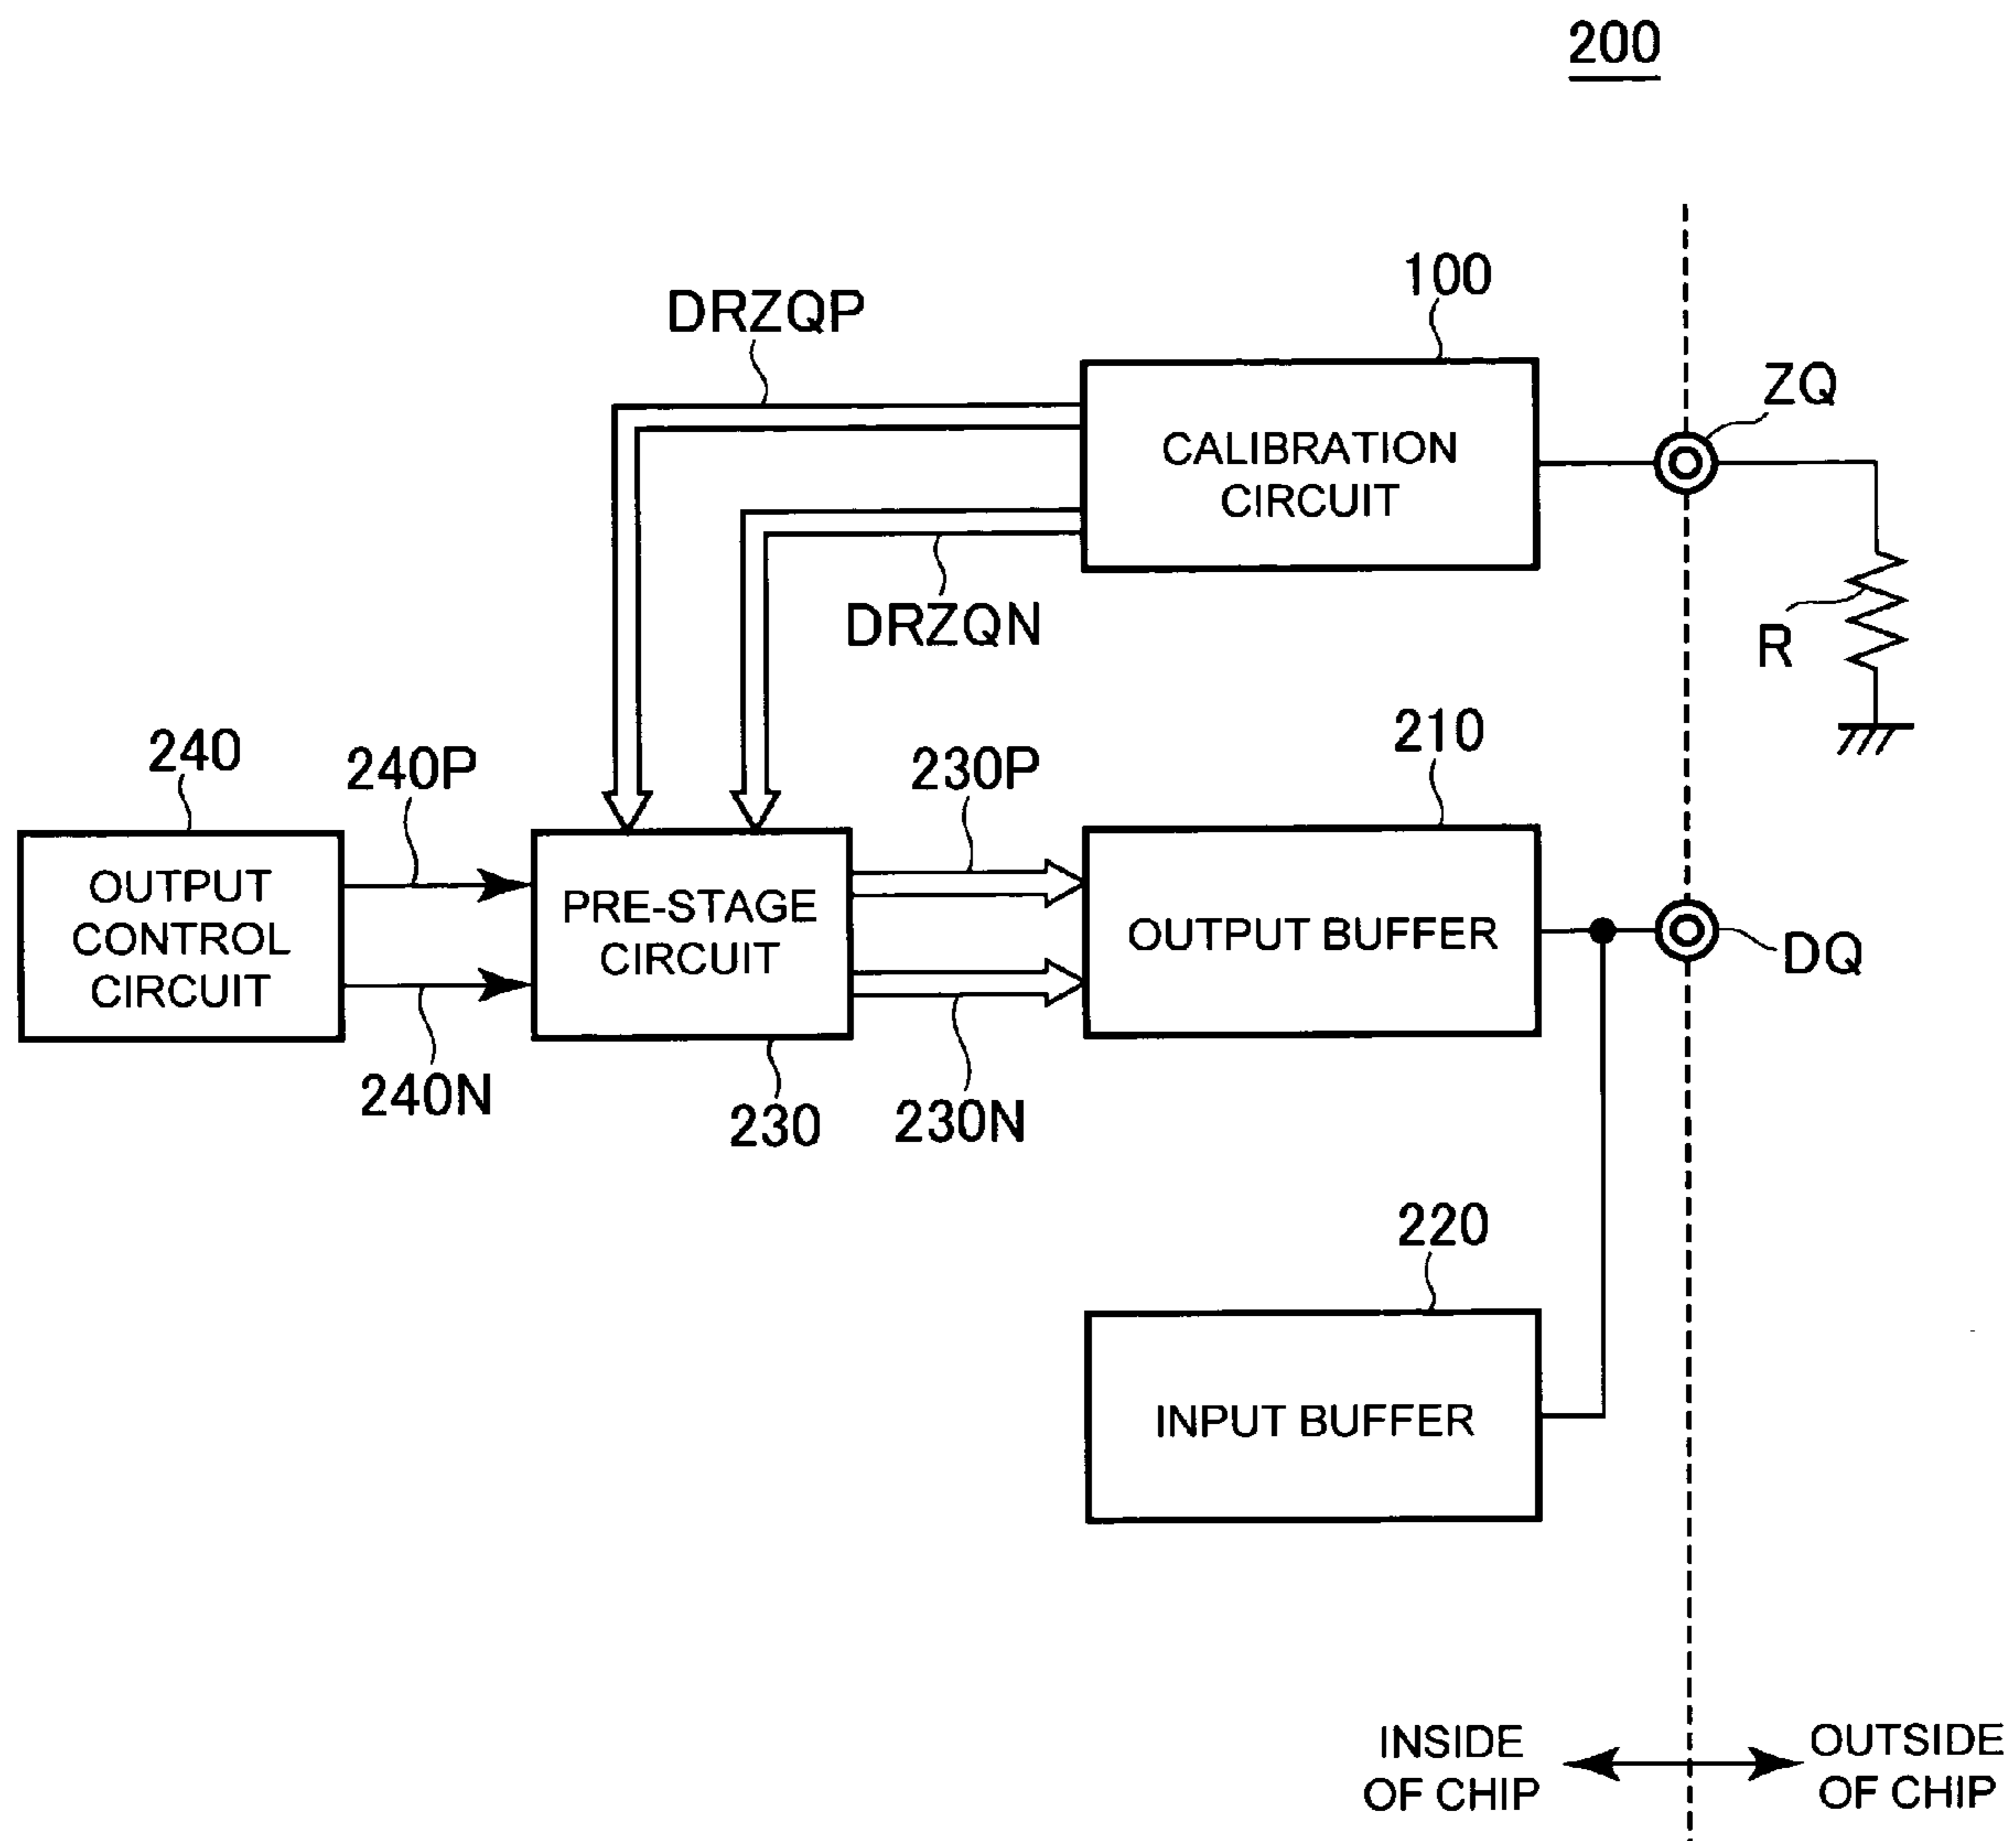 200
100
DRZQP
ZQ
CALIBRATION
CIRCUIT
DRZQN
R
210
240
240P
230P
OUTPUT
CONTROL
CIRCUIT
PRE-STAGE
CIRCUIT
OUTPUT BUFFER
DQ
240N
230
230N
220
INPUT BUFFER
INSIDE
OF CHIP
OUTSIDE
OF CHIP